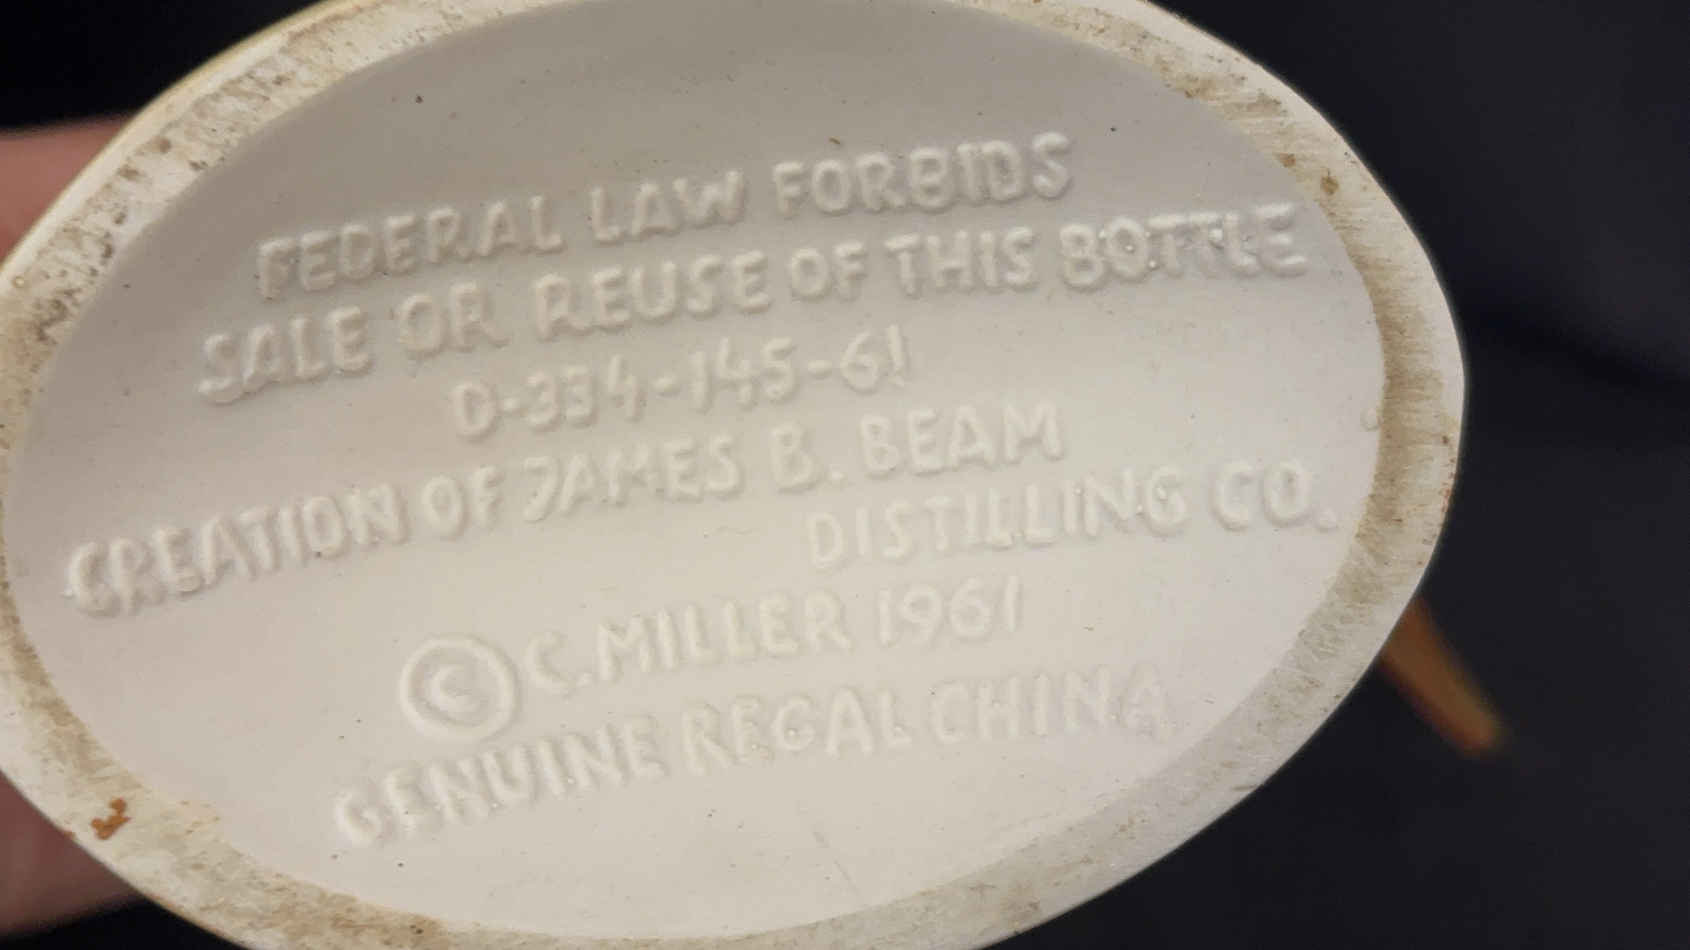 FEDERAL LAW FORBIDS
SALE OR REUSE OF THIS BOTTLE
D-334-145-61
CREATION OF JAMES B. BEAM
DISTILLING CO.
© C. MILLER 1961
GENUINE REGAL CHINA